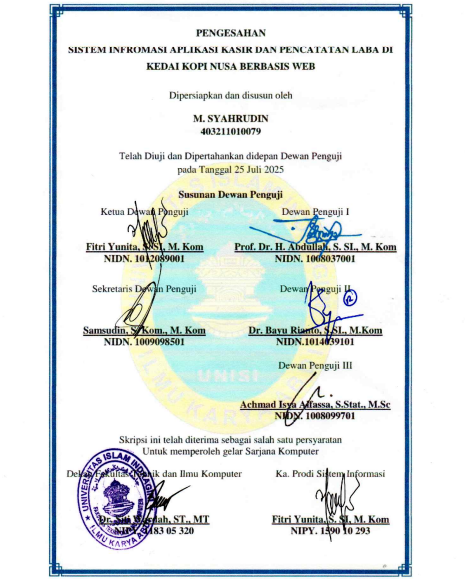 PENGESAHAN
SISTEM INFROMASI APLIKASI KASIR DAN PENCATATAN LABA DI
KEDAI KOPI NUSA BERBASIS WEB
Dipersiapkan dan disusun oleh
M. SYAHRUDIN
403211010079
Telah Diuji dan Dipertahankan didepan Dewan Penguji
pada Tanggal 25 Juli 2025
Susunan Dewan Penguji
Ketua Dewan Penguji
Fitri Yunita, S.SI, M. Kom
NIDN. 1012089001
Dewan Penguji I
Prof. Dr. H. Abdullah, S. SI., M. Kom
NIDN. 1008037001
Sekretaris Dewan Penguji
Samsudin, S. Kom., M. Kom
NIDN. 1009098501
Dewan Penguji II
Dr. Bayu Rianto, S.SI., M.Kom
NIDN.1014039101
Dewan Penguji III
Achmad Isya Alfassa, S.Stat., M.Sc
NIDN. 1008099701
UNISI
ILMU KARYA
Skripsi ini telah diterima sebagai salah satu persyaratan
Untuk memperoleh gelar Sarjana Komputer
Dekan Fakultas Teknik dan Ilmu Komputer
Dr. ST., MT
183 05 320
Ka. Prodi Sistem Informasi
Fitri Yunita, S. SI, M. Kom
NIPY. 1590 10 293
UNIVERSITAS ISLAM INDRAGIRI
ILMU KARYA